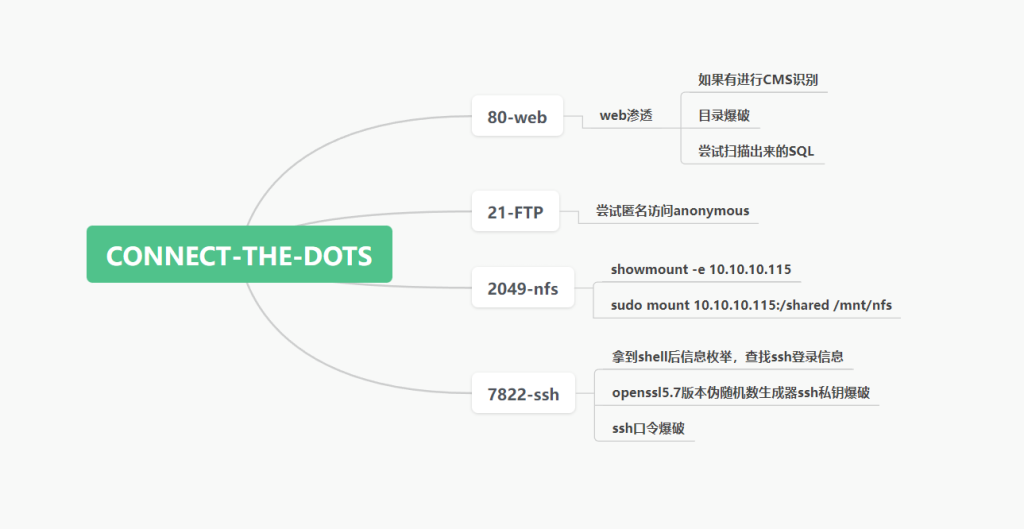 CONNECT-THE-DOTS
80-web
web渗透
如果有进行CMS识别
目录爆破
尝试扫描出来的SQL
21-FTP
尝试匿名访问anonymous
2049-nfs
showmount -e 10.10.10.115
sudo mount 10.10.10.115:/shared /mnt/nfs
7822-ssh
拿到shell后信息枚举，查找ssh登录信息
openssl5.7版本伪随机数生成器ssh私钥爆破
ssh口令爆破